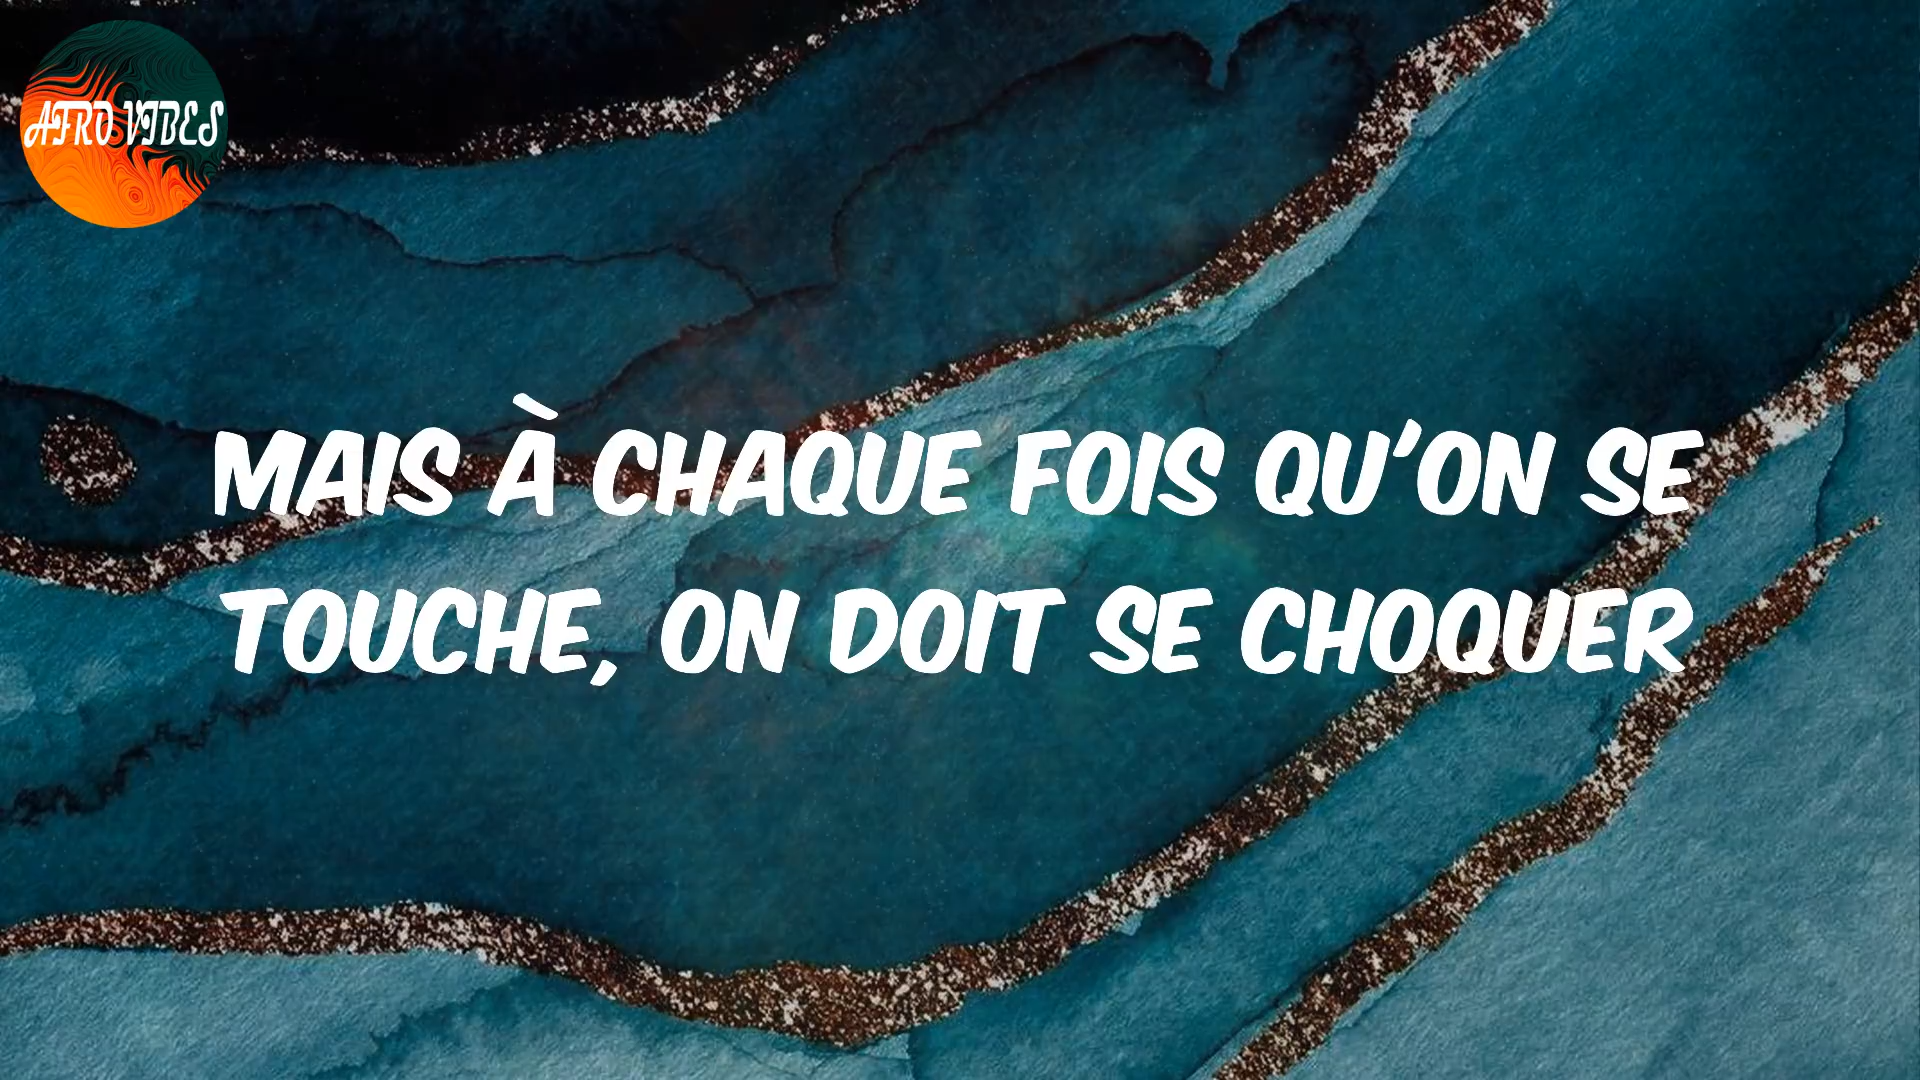 AFRO VIBES
MAIS À CHAQUE FOIS QU'ON SE
TOUCHE, ON DOIT SE CHOQUER